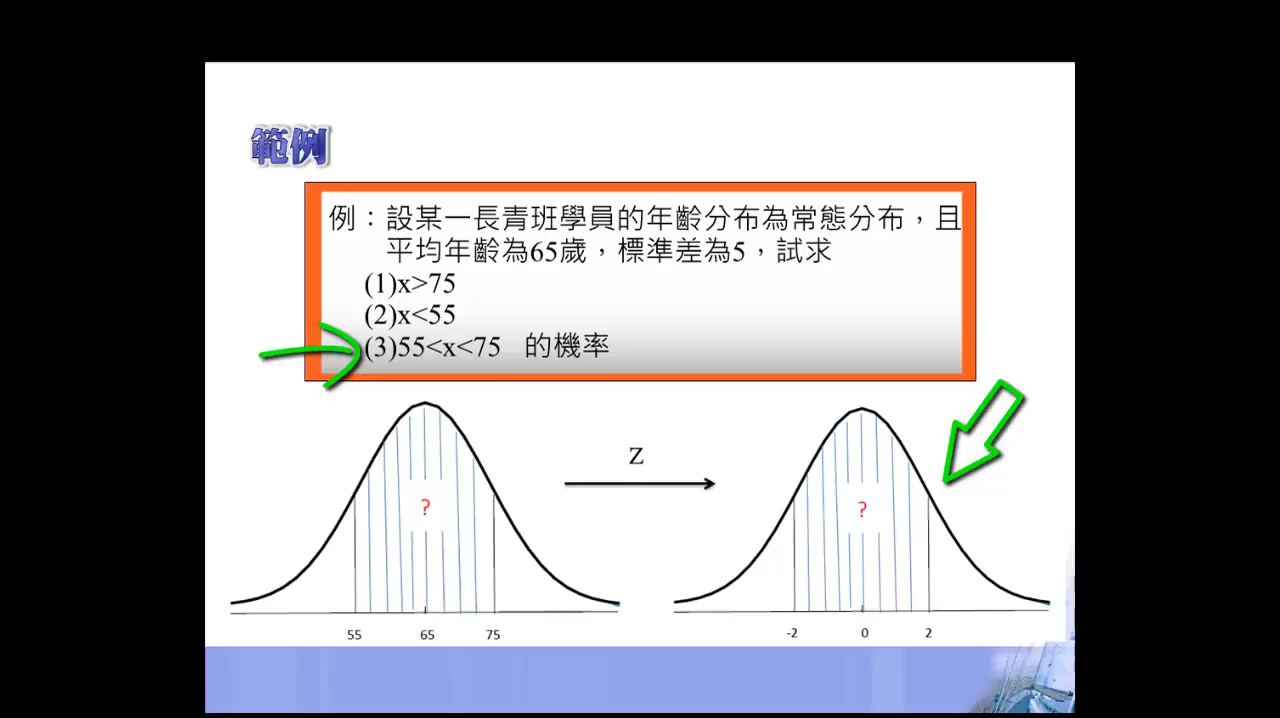 範例
例：設某一長青班學員的年齡分布為常態分布，且
平均年齡為65歲，標準差為5，試求
(1)x>75
(2)x<55
(3)55<x<75 的機率
Z
?
?
55 65 75
-2 0 2